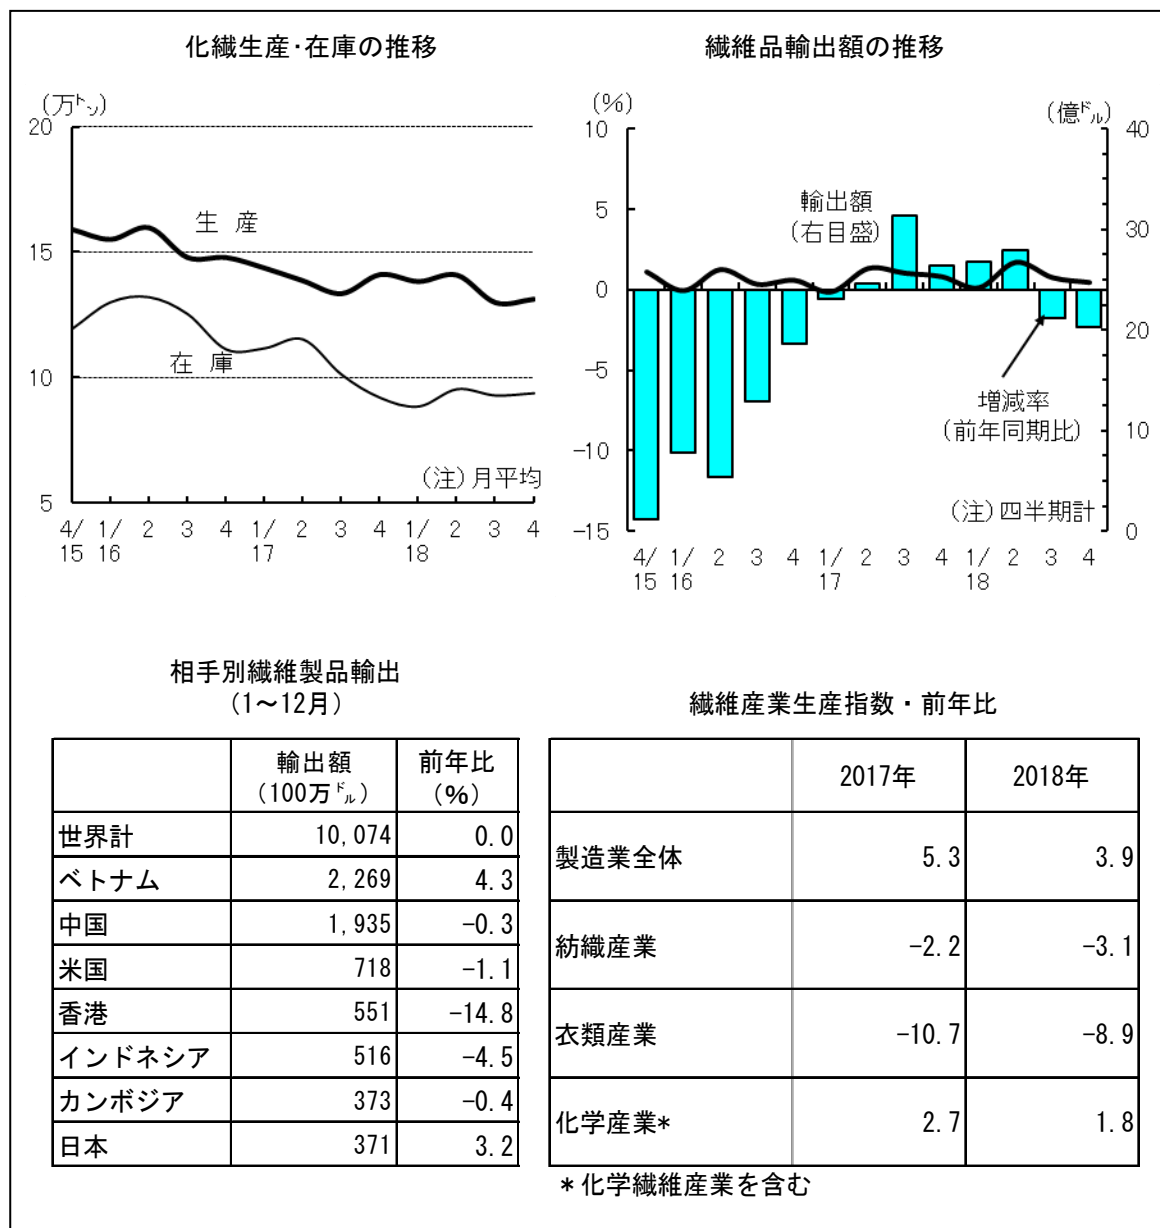 化繊生産・在庫の推移
(万㌧)
20
15
10
5
生 産
在 庫
(注)月平均
4/ 1/ 2 3 4 1/ 2 3 4 1/ 2 3 4
15 16 17 18
繊維品輸出額の推移
(%)
(億㌦)
10
5
0
-5
-10
-15
40
30
20
10
0
輸出額
(右目盛)
増減率
(前年同期比)
(注)四半期計
4/ 1/ 2 3 4 1/ 2 3 4 1/ 2 3 4
15 16 17 18
相手別繊維製品輸出
(1~12月)
輸出額 前年比
(100万㌦) (%)
世界計 10,074 0.0
ベトナム 2,269 4.3
中国 1,935 -0.3
米国 718 -1.1
香港 551 -14.8
インドネシア 516 -4.5
カンボジア 373 -0.4
日本 371 3.2
繊維産業生産指数・前年比
2017年 2018年
製造業全体 5.3 3.9
紡織産業 -2.2 -3.1
衣類産業 -10.7 -8.9
化学産業* 2.7 1.8
*化学繊維産業を含む